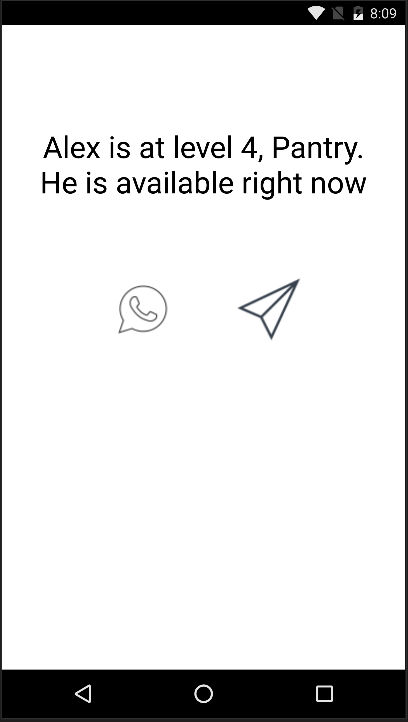 8:09
Alex is at level 4, Pantry.
He is available right now